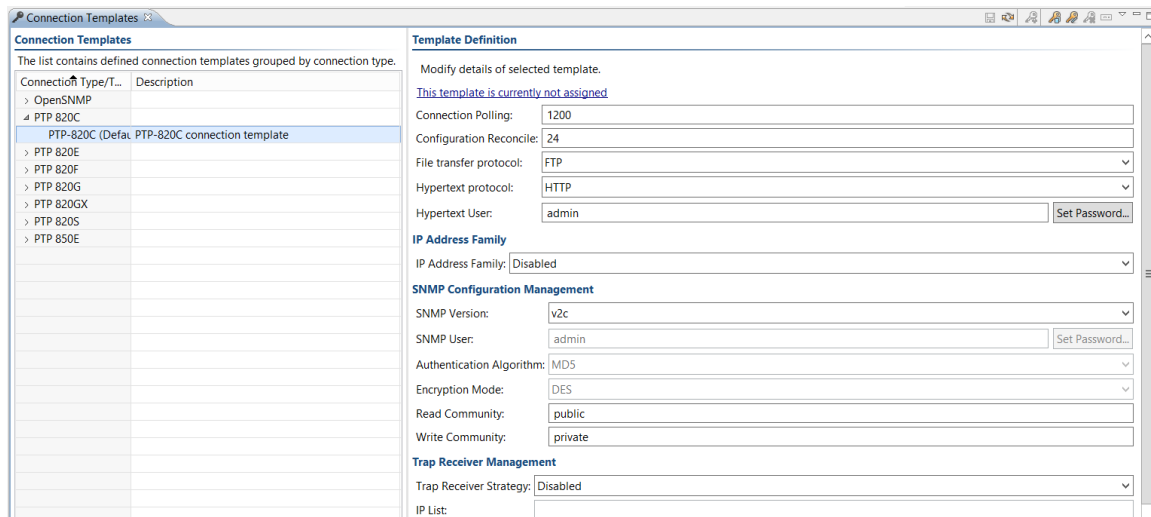 Connection Templates
Connection Templates
The list contains defined connection templates grouped by connection type.
Connection Type/T... Description
OpenSNMP
PTP 820C
PTP-820C (Defau PTP-820C connection template
PTP 820E
PTP 820F
PTP 820G
PTP 820GX
PTP 820S
PTP 850E
Template Definition
Modify details of selected template.
This template is currently not assigned
Connection Polling: 1200
Configuration Reconcile: 24
File transfer protocol: FTP
Hypertext protocol: HTTP
Hypertext User: admin Set Password...
IP Address Family
IP Address Family: Disabled
SNMP Configuration Management
SNMP Version: v2c
SNMP User: admin Set Password...
Authentication Algorithm: MD5
Encryption Mode: DES
Read Community: public
Write Community: private
Trap Receiver Management
Trap Receiver Strategy: Disabled
IP List: